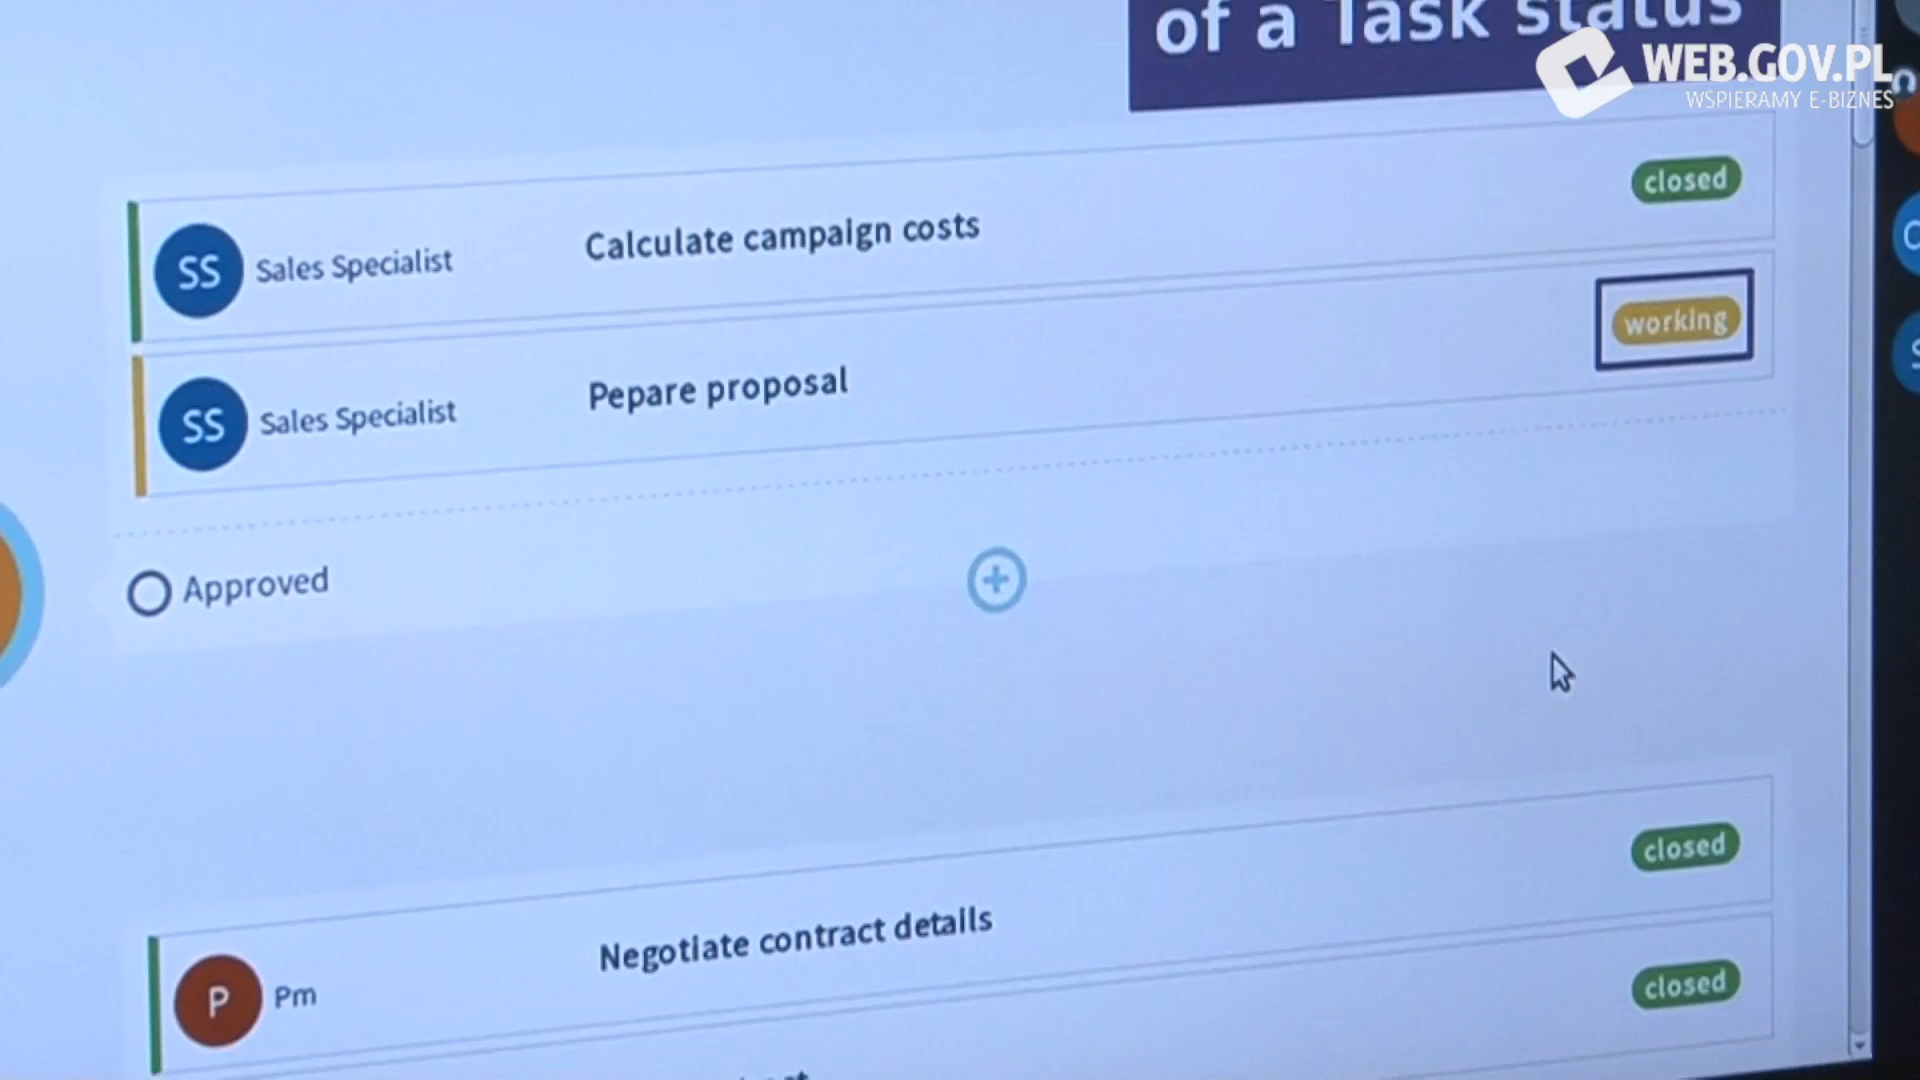 of a Task status
WEB.GOV.PL
WSPIERAMY E-BIZNES
closed
SS Sales Specialist Calculate campaign costs
working
SS Sales Specialist Pepare proposal
Approved
closed
P Pm Negotiate contract details
closed